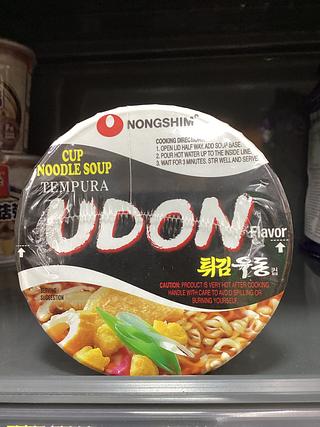 NONGSHIM
COOKING DIRECTIONS
1. OPEN LID HALF WAY. ADD SOUP BASE.
2. POUR HOT WATER UP TO THE INSIDE LINE.
3. WAIT FOR 3 MINUTES. STIR WELL AND SERVE.
CUP
NOODLE SOUP
TEMPURA
UDON
Flavor
튀김우동 컵
SERVING
SUGGESTION
CAUTION: PRODUCT IS VERY HOT AFTER COOKING.
HANDLE WITH CARE TO AVOID SPILLING OR
BURNING YOURSELF.